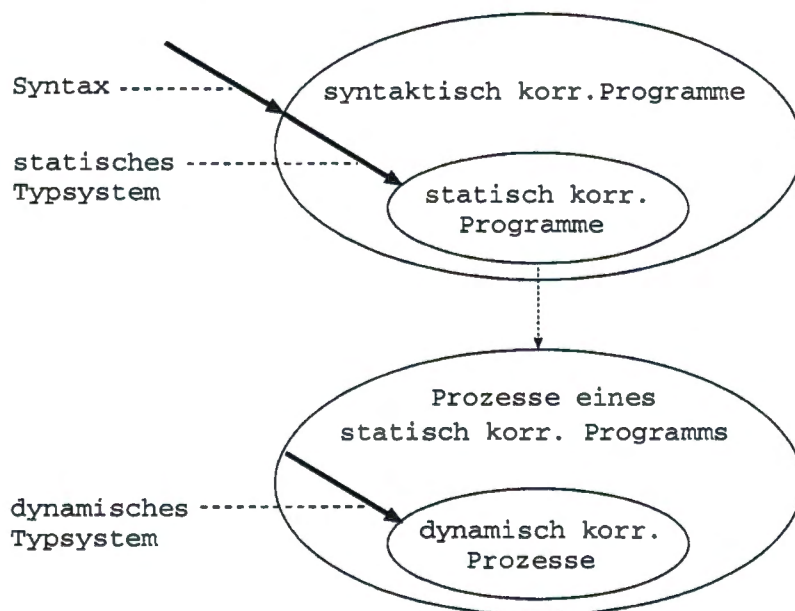 Syntax
syntaktisch korr.Programme
statisches
Typsystem
statisch korr.
Programme
Prozesse eines
statisch korr. Programms
dynamisches
Typsystem
dynamisch korr.
Prozesse